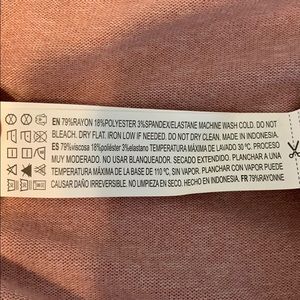 EN 79%RAYON 18%POLYESTER 3%SPANDEX/ELASTANE MACHINE WASH COLD. DO NOT
BLEACH. DRY FLAT. IRON LOW IF NEEDED. DO NOT DRY CLEAN. MADE IN INDONESIA.
ES 79%viscosa 18%poliéster 3%elastano TEMPERATURA MÁXIMA DE LAVADO 30 ºC. PROCESO
MUY MODERADO. NO USAR BLANQUEADOR. SECADO EXTENDIDO. PLANCHAR A UNA
TEMPERATURA MÁXIMA DE LA BASE DE 110 ºC, SIN VAPOR. PLANCHAR CON VAPOR PUEDE
CAUSAR DAÑO IRREVERSIBLE. NO LIMPIEZA EN SECO. HECHO EN INDONESIA. FR 79%RAYONNE